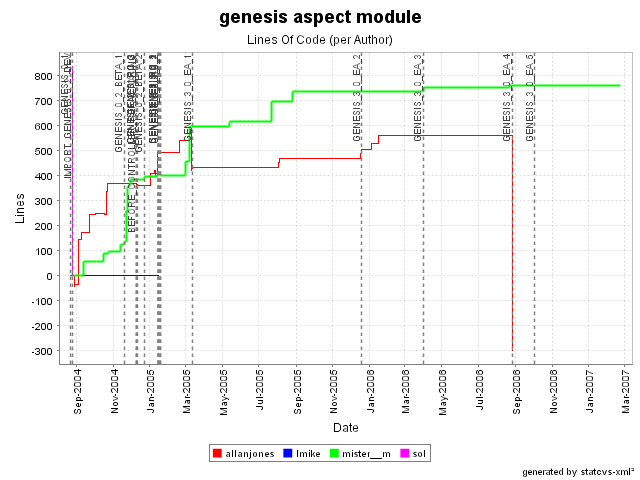 genesis aspect module
Lines Of Code (per Author)
Lines
800
700
600
500
400
300
200
100
0
-100
-200
-300
GENESIS_0_2_BETA_1
GENESIS_3_0_EA_1
GENESIS_3_0_EA_2
GENESIS_3_0_EA_3
GENESIS_3_0_EA_4
GENESIS_3_0_EA_5
Sep-2004
Nov-2004
Jan-2005
Mar-2005
May-2005
Jul-2005
Sep-2005
Nov-2005
Jan-2006
Mar-2006
May-2006
Jul-2006
Sep-2006
Nov-2006
Jan-2007
Mar-2007
Date
allanjones lmike mister__m sol
generated by statcvs-xml²